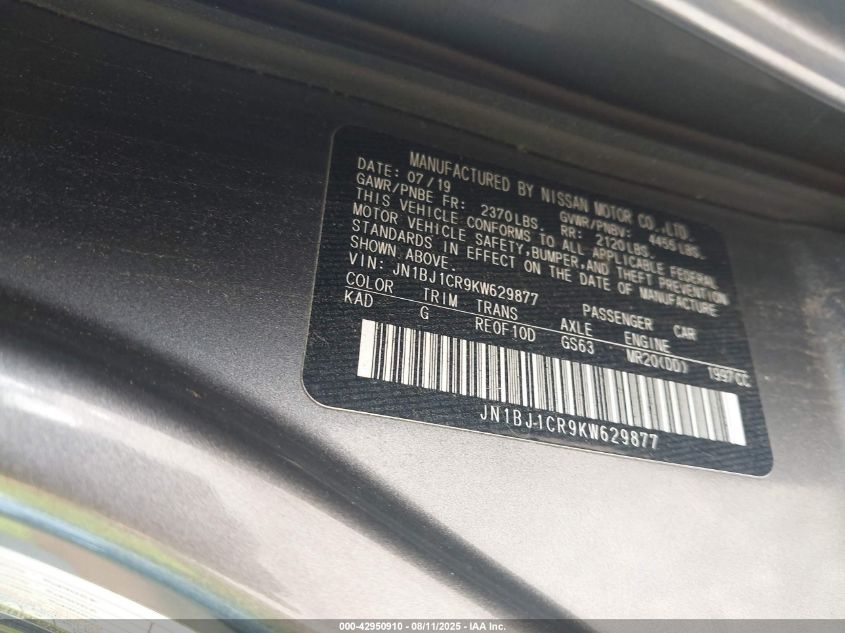 MANUFACTURED BY NISSAN MOTOR CO.,LTD.
DATE: 07/19 GVWR/PNBV: 4455 LBS.
GAWR/PNBE FR: 2370LBS. RR: 2120LBS.
THIS VEHICLE CONFORMS TO ALL APPLICABLE FEDERAL
MOTOR VEHICLE SAFETY,BUMPER,AND THEFT PREVENTION
STANDARDS IN EFFECT ON THE DATE OF MANUFACTURE
SHOWN ABOVE.
VIN: JN1BJ1CR9KW629877 PASSENGER CAR
COLOR TRIM TRANS AXLE ENGINE
KAD G RE0F10D GS63 MR20(DD) 1997CC
JN1BJ1CR9KW629877
000-42950910 - 08/11/2025 - IAA Inc.